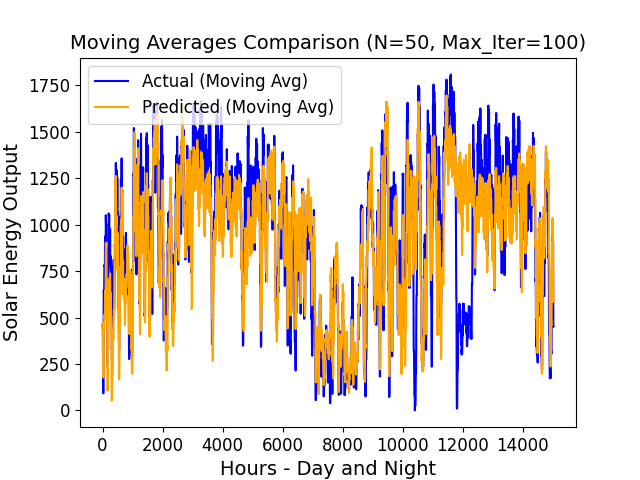 Moving Averages Comparison (N=50, Max_Iter=100)
Actual (Moving Avg)
Predicted (Moving Avg)
Solar Energy Output
1750
1500
1250
1000
750
500
250
0
0 2000 4000 6000 8000 10000 12000 14000
Hours - Day and Night